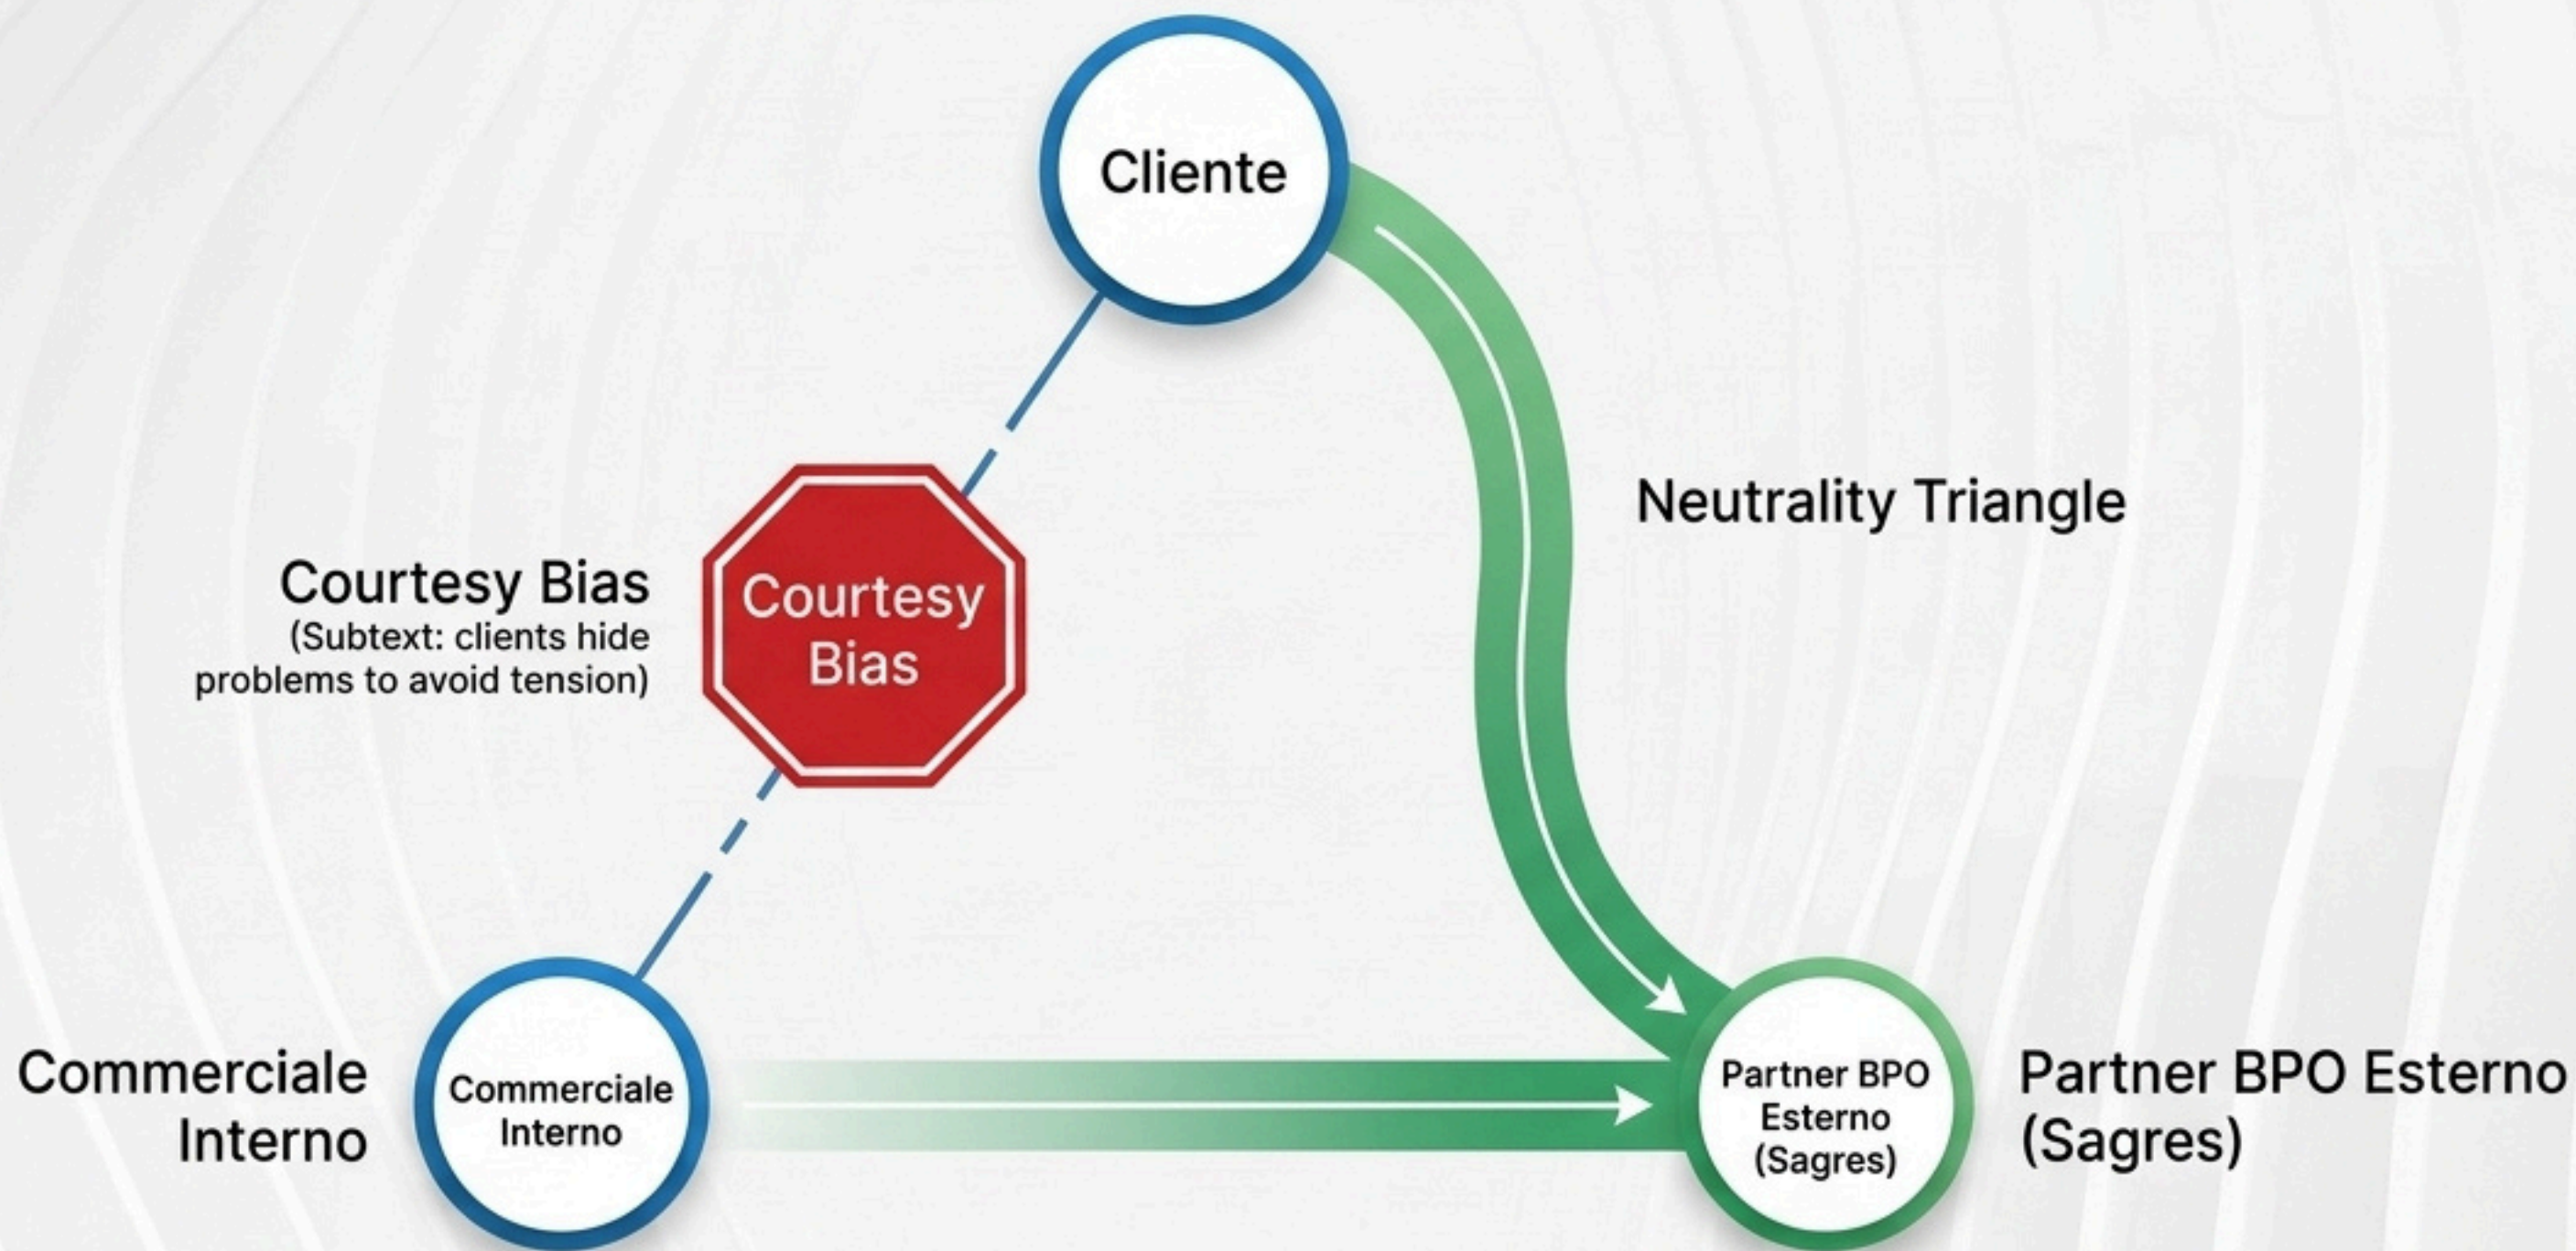 Cliente
Neutrality Triangle
Courtesy Bias
(Subtext: clients hide
problems to avoid tension)
Courtesy
Bias
Commerciale
Interno
Commerciale
Interno
Partner BPO
Esterno
(Sagres)
Partner BPO Esterno
(Sagres)